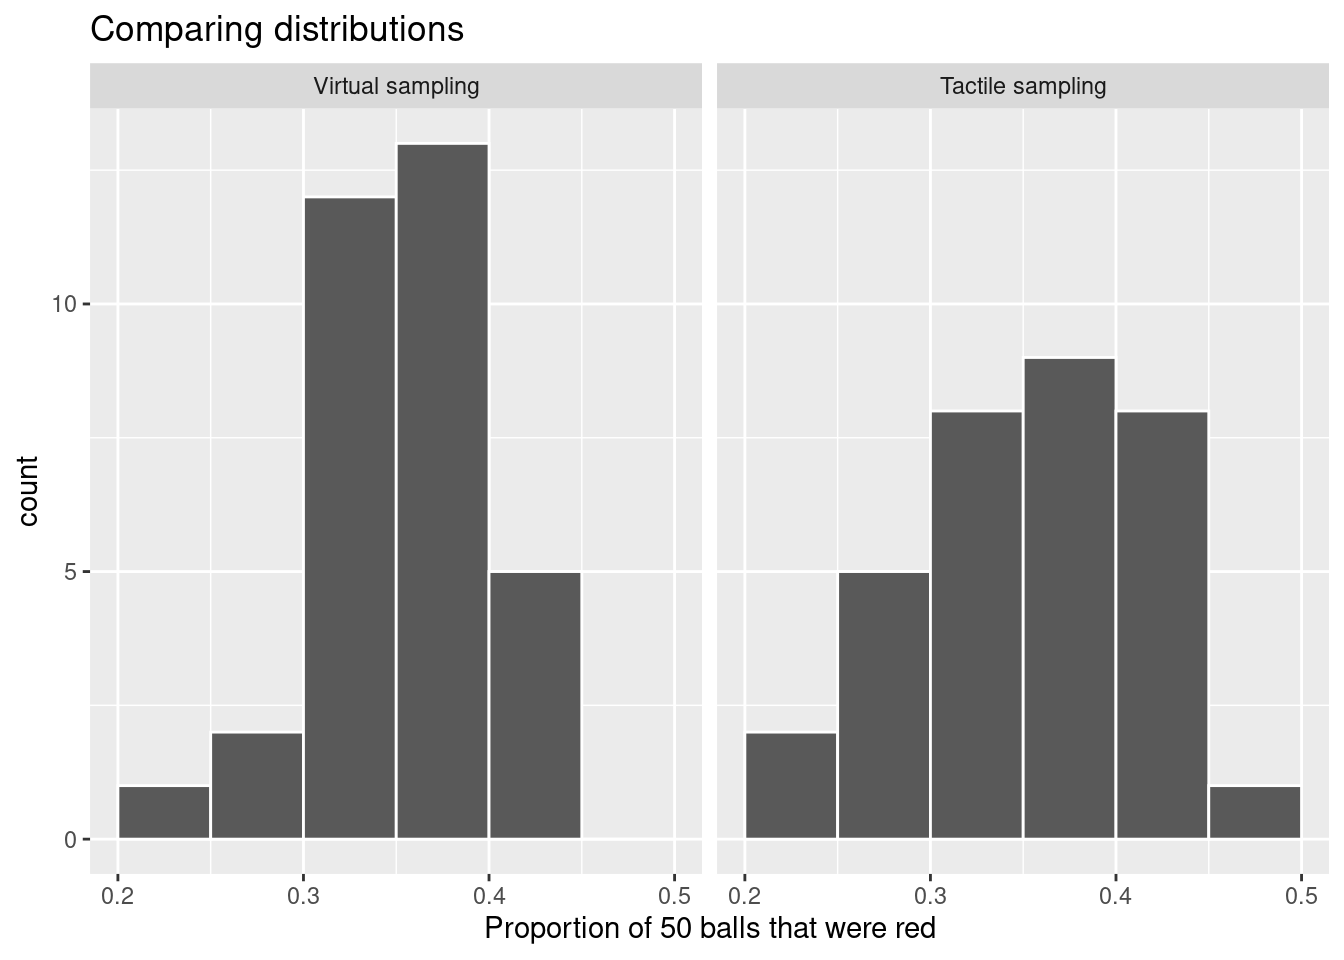 Comparing distributions
Virtual sampling
Tactile sampling
10
5
0
count
0.2 0.3 0.4 0.5
0.2 0.3 0.4 0.5
Proportion of 50 balls that were red